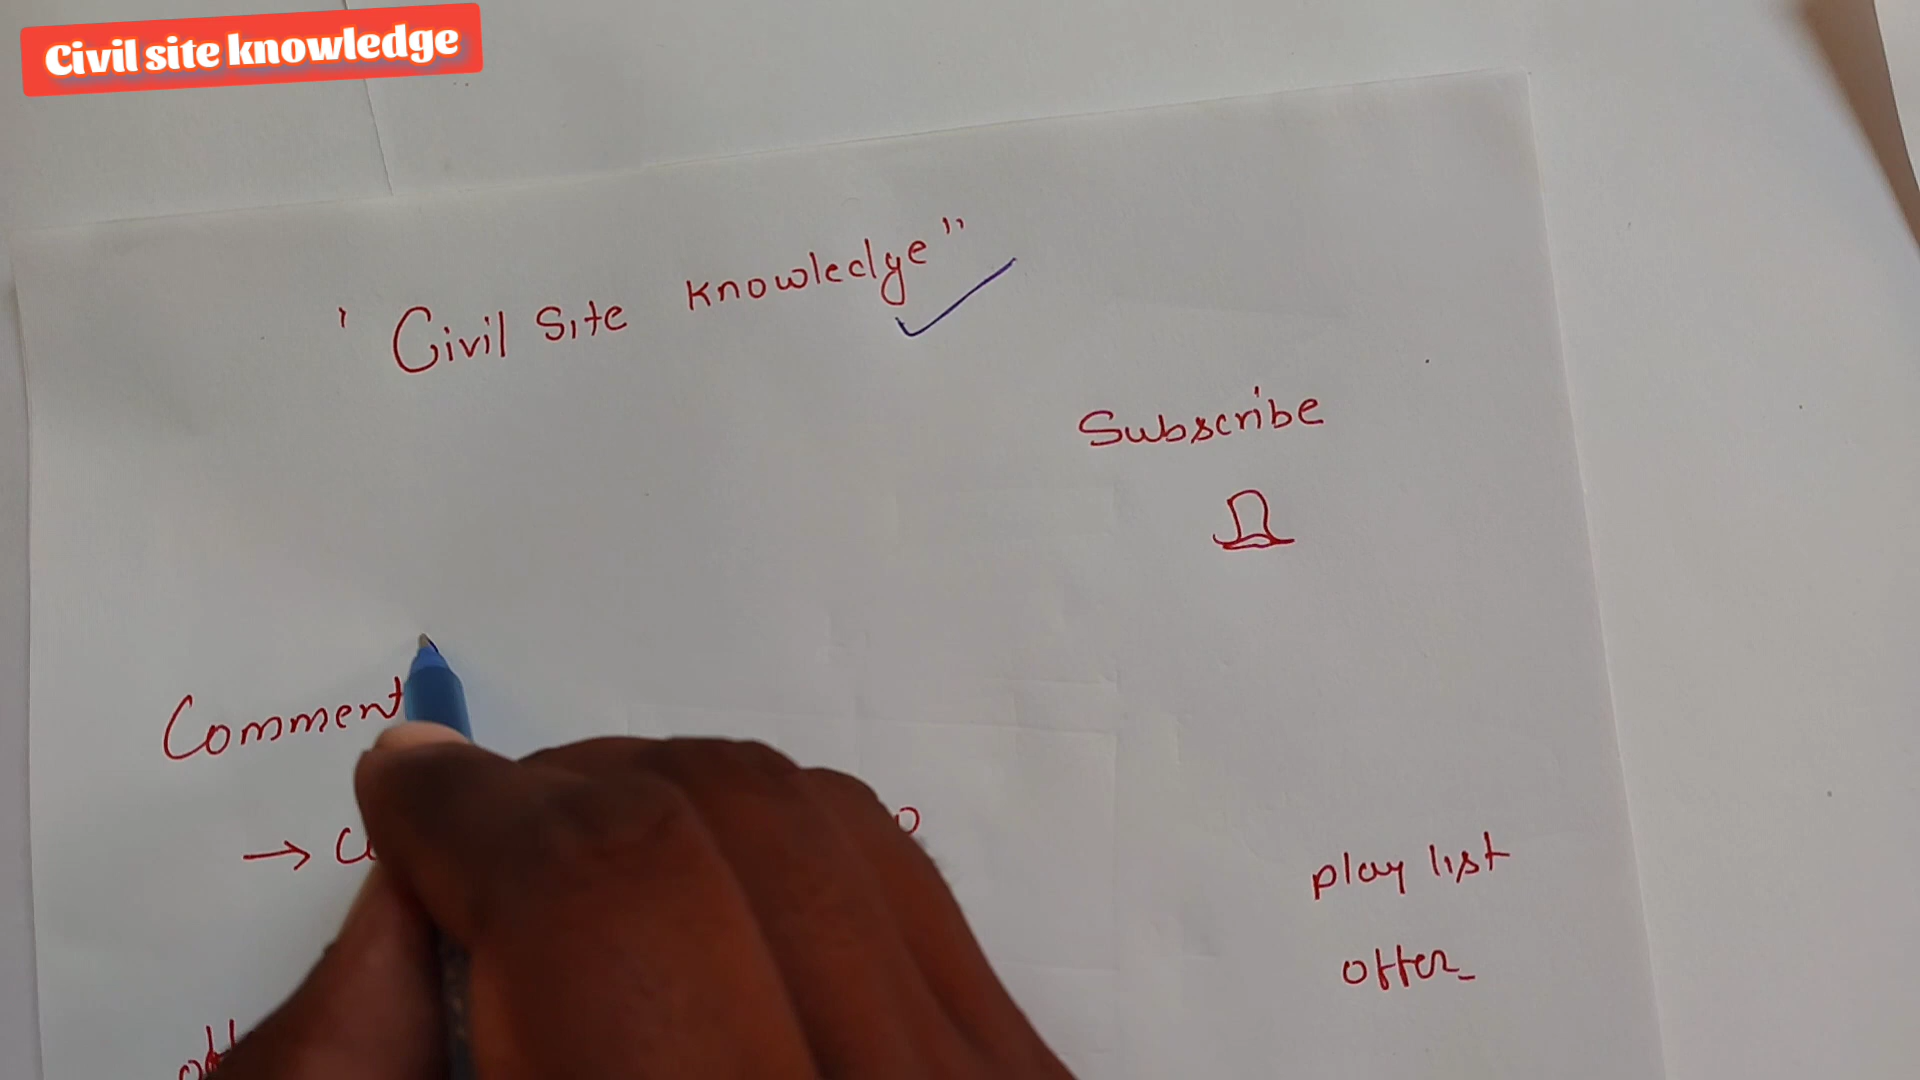 Civil site knowledge
' Civil Site Knowledge "
Subscribe
Comment
→
play list
offer